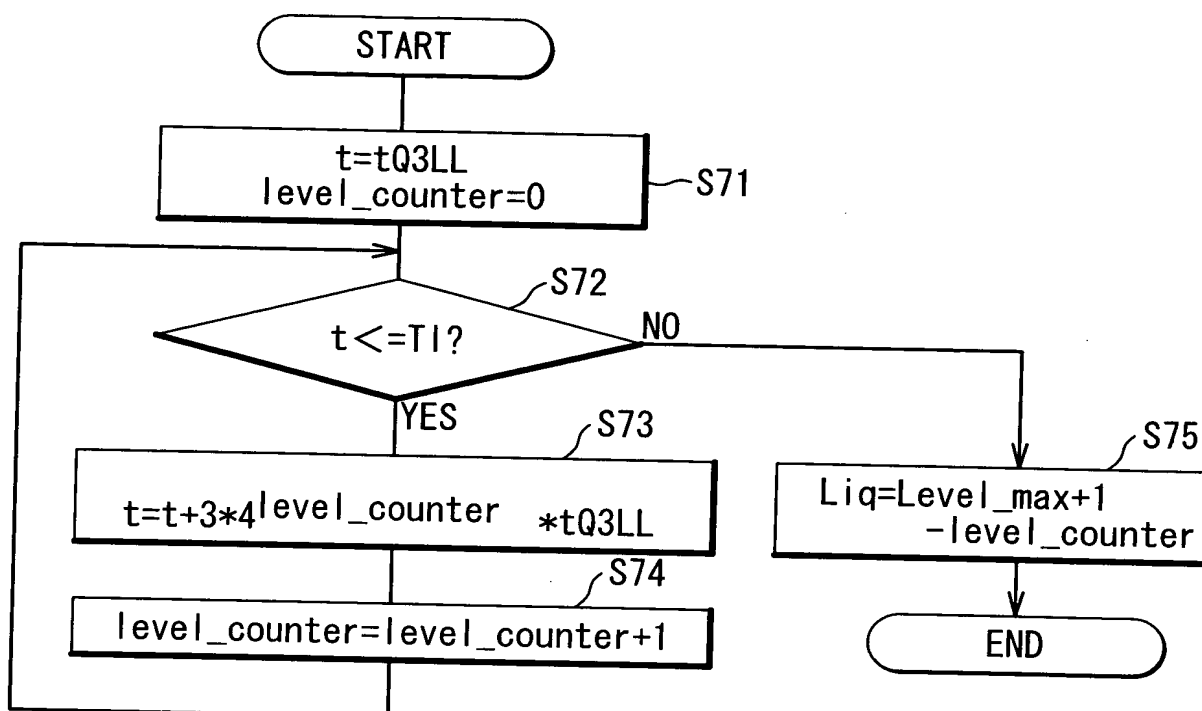 START
t=tQ3LL
level_counter=0
S71
S72
t<=TI?
NO
YES
S73
t=t+3*4level_counter *tQ3LL
S74
level_counter=level_counter+1
S75
Liq=Level_max+1
-level_counter
END